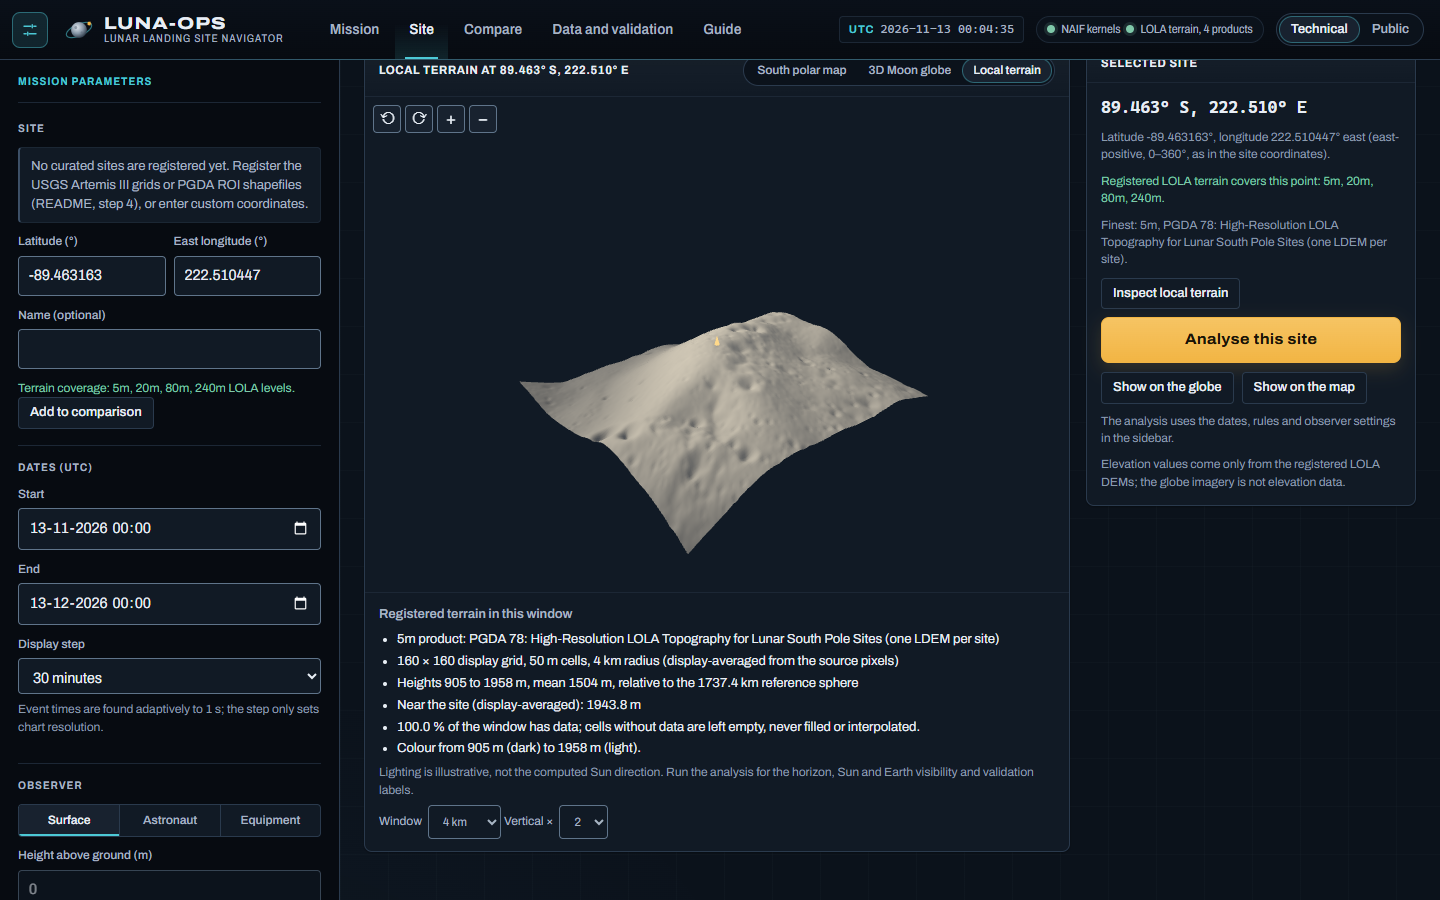 LUNA-OPS
LUNAR LANDING SITE NAVIGATOR
Mission
Site
Compare
Data and validation
Guide
UTC 2026-11-13 00:04:35
NAIF kernels
LOLA terrain, 4 products
Technical
Public
MISSION PARAMETERS
SITE
No curated sites are registered yet. Register the
USGS Artemis III grids or PGDA ROI shapefiles
(README, step 4), or enter custom coordinates.
Latitude (°)
East longitude (°)
-89.463163
222.510447
Name (optional)
Terrain coverage: 5m, 20m, 80m, 240m LOLA levels.
Add to comparison
DATES (UTC)
Start
13-11-2026 00:00
End
13-12-2026 00:00
Display step
30 minutes
Event times are found adaptively to 1 s; the step only sets
chart resolution.
OBSERVER
Surface
Astronaut
Equipment
Height above ground (m)
0
LOCAL TERRAIN AT 89.463° S, 222.510° E
South polar map
3D Moon globe
Local terrain
+
−
Registered terrain in this window
• 5m product: PGDA 78: High-Resolution LOLA Topography for Lunar South Pole Sites (one LDEM per site)
• 160 × 160 display grid, 50 m cells, 4 km radius (display-averaged from the source pixels)
• Heights 905 to 1958 m, mean 1504 m, relative to the 1737.4 km reference sphere
• Near the site (display-averaged): 1943.8 m
• 100.0 % of the window has data; cells without data are left empty, never filled or interpolated.
• Colour from 905 m (dark) to 1958 m (light).
Lighting is illustrative, not the computed Sun direction. Run the analysis for the horizon, Sun and Earth visibility and validation
labels.
Window
4 km
Vertical ×
2
SELECTED SITE
89.463° S, 222.510° E
Latitude -89.463163°, longitude 222.510447° east (east-
positive, 0–360°, as in the site coordinates).
Registered LOLA terrain covers this point: 5m, 20m,
80m, 240m.
Finest: 5m, PGDA 78: High-Resolution LOLA
Topography for Lunar South Pole Sites (one LDEM per
site).
Inspect local terrain
Analyse this site
Show on the globe
Show on the map
The analysis uses the dates, rules and observer settings
in the sidebar.
Elevation values come only from the registered LOLA
DEMs; the globe imagery is not elevation data.